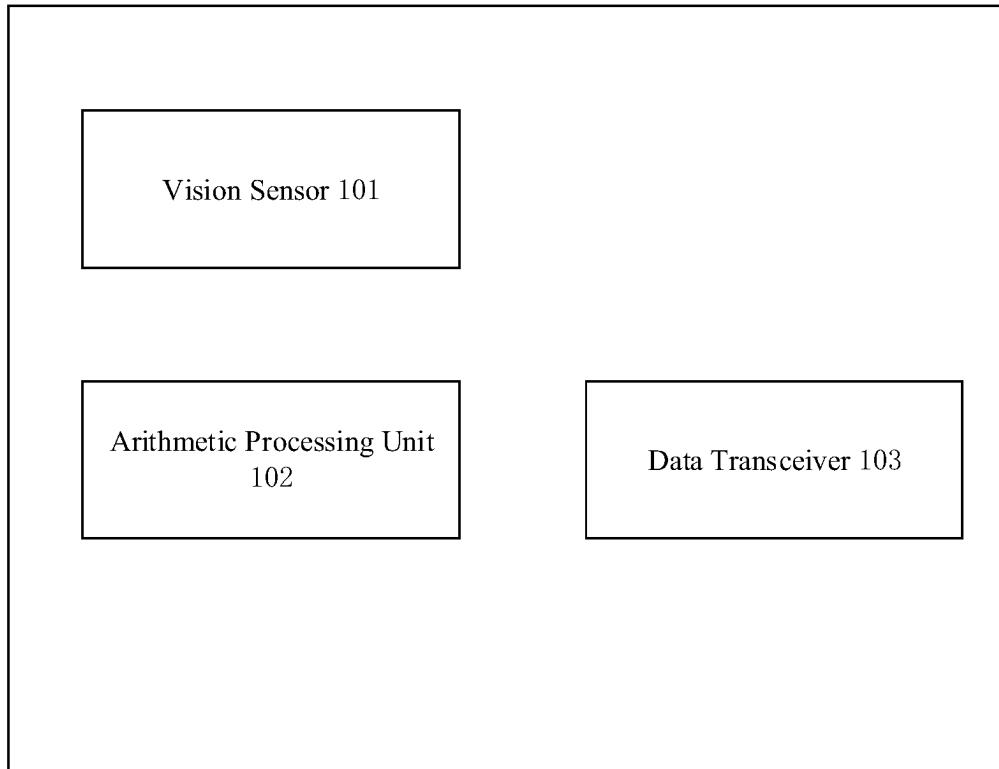 Vision Sensor 101
Arithmetic Processing Unit
102
Data Transceiver 103